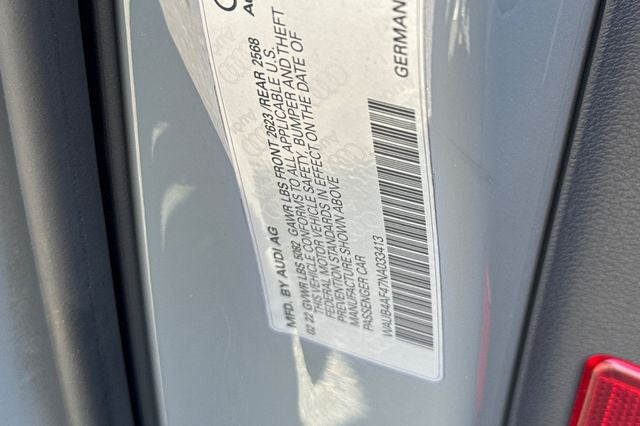 MFD. BY AUDI AG
02 22 GVWR LBS 5082 GAWR LBS FRONT 2623 /REAR 2568
THIS VEHICLE CONFORMS TO ALL APPLICABLE U.S.
FEDERAL MOTOR VEHICLE SAFETY, BUMPER AND THEFT
PREVENTION STANDARDS IN EFFECT ON THE DATE OF
MANUFACTURE SHOWN ABOVE
PASSENGER CAR
GERMAN
WAUB4AF47NA033413